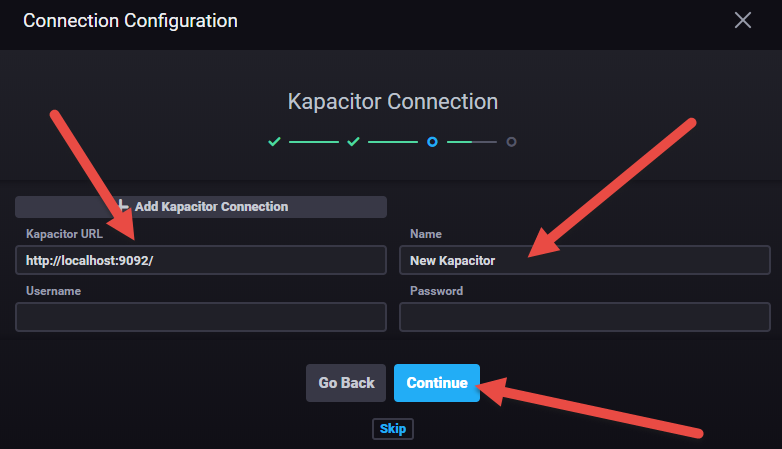 Connection Configuration
Kapacitor Connection
+ Add Kapacitor Connection
Kapacitor URL
Name
http://localhost:9092/
New Kapacitor
Username
Password
Go Back
Continue
Skip